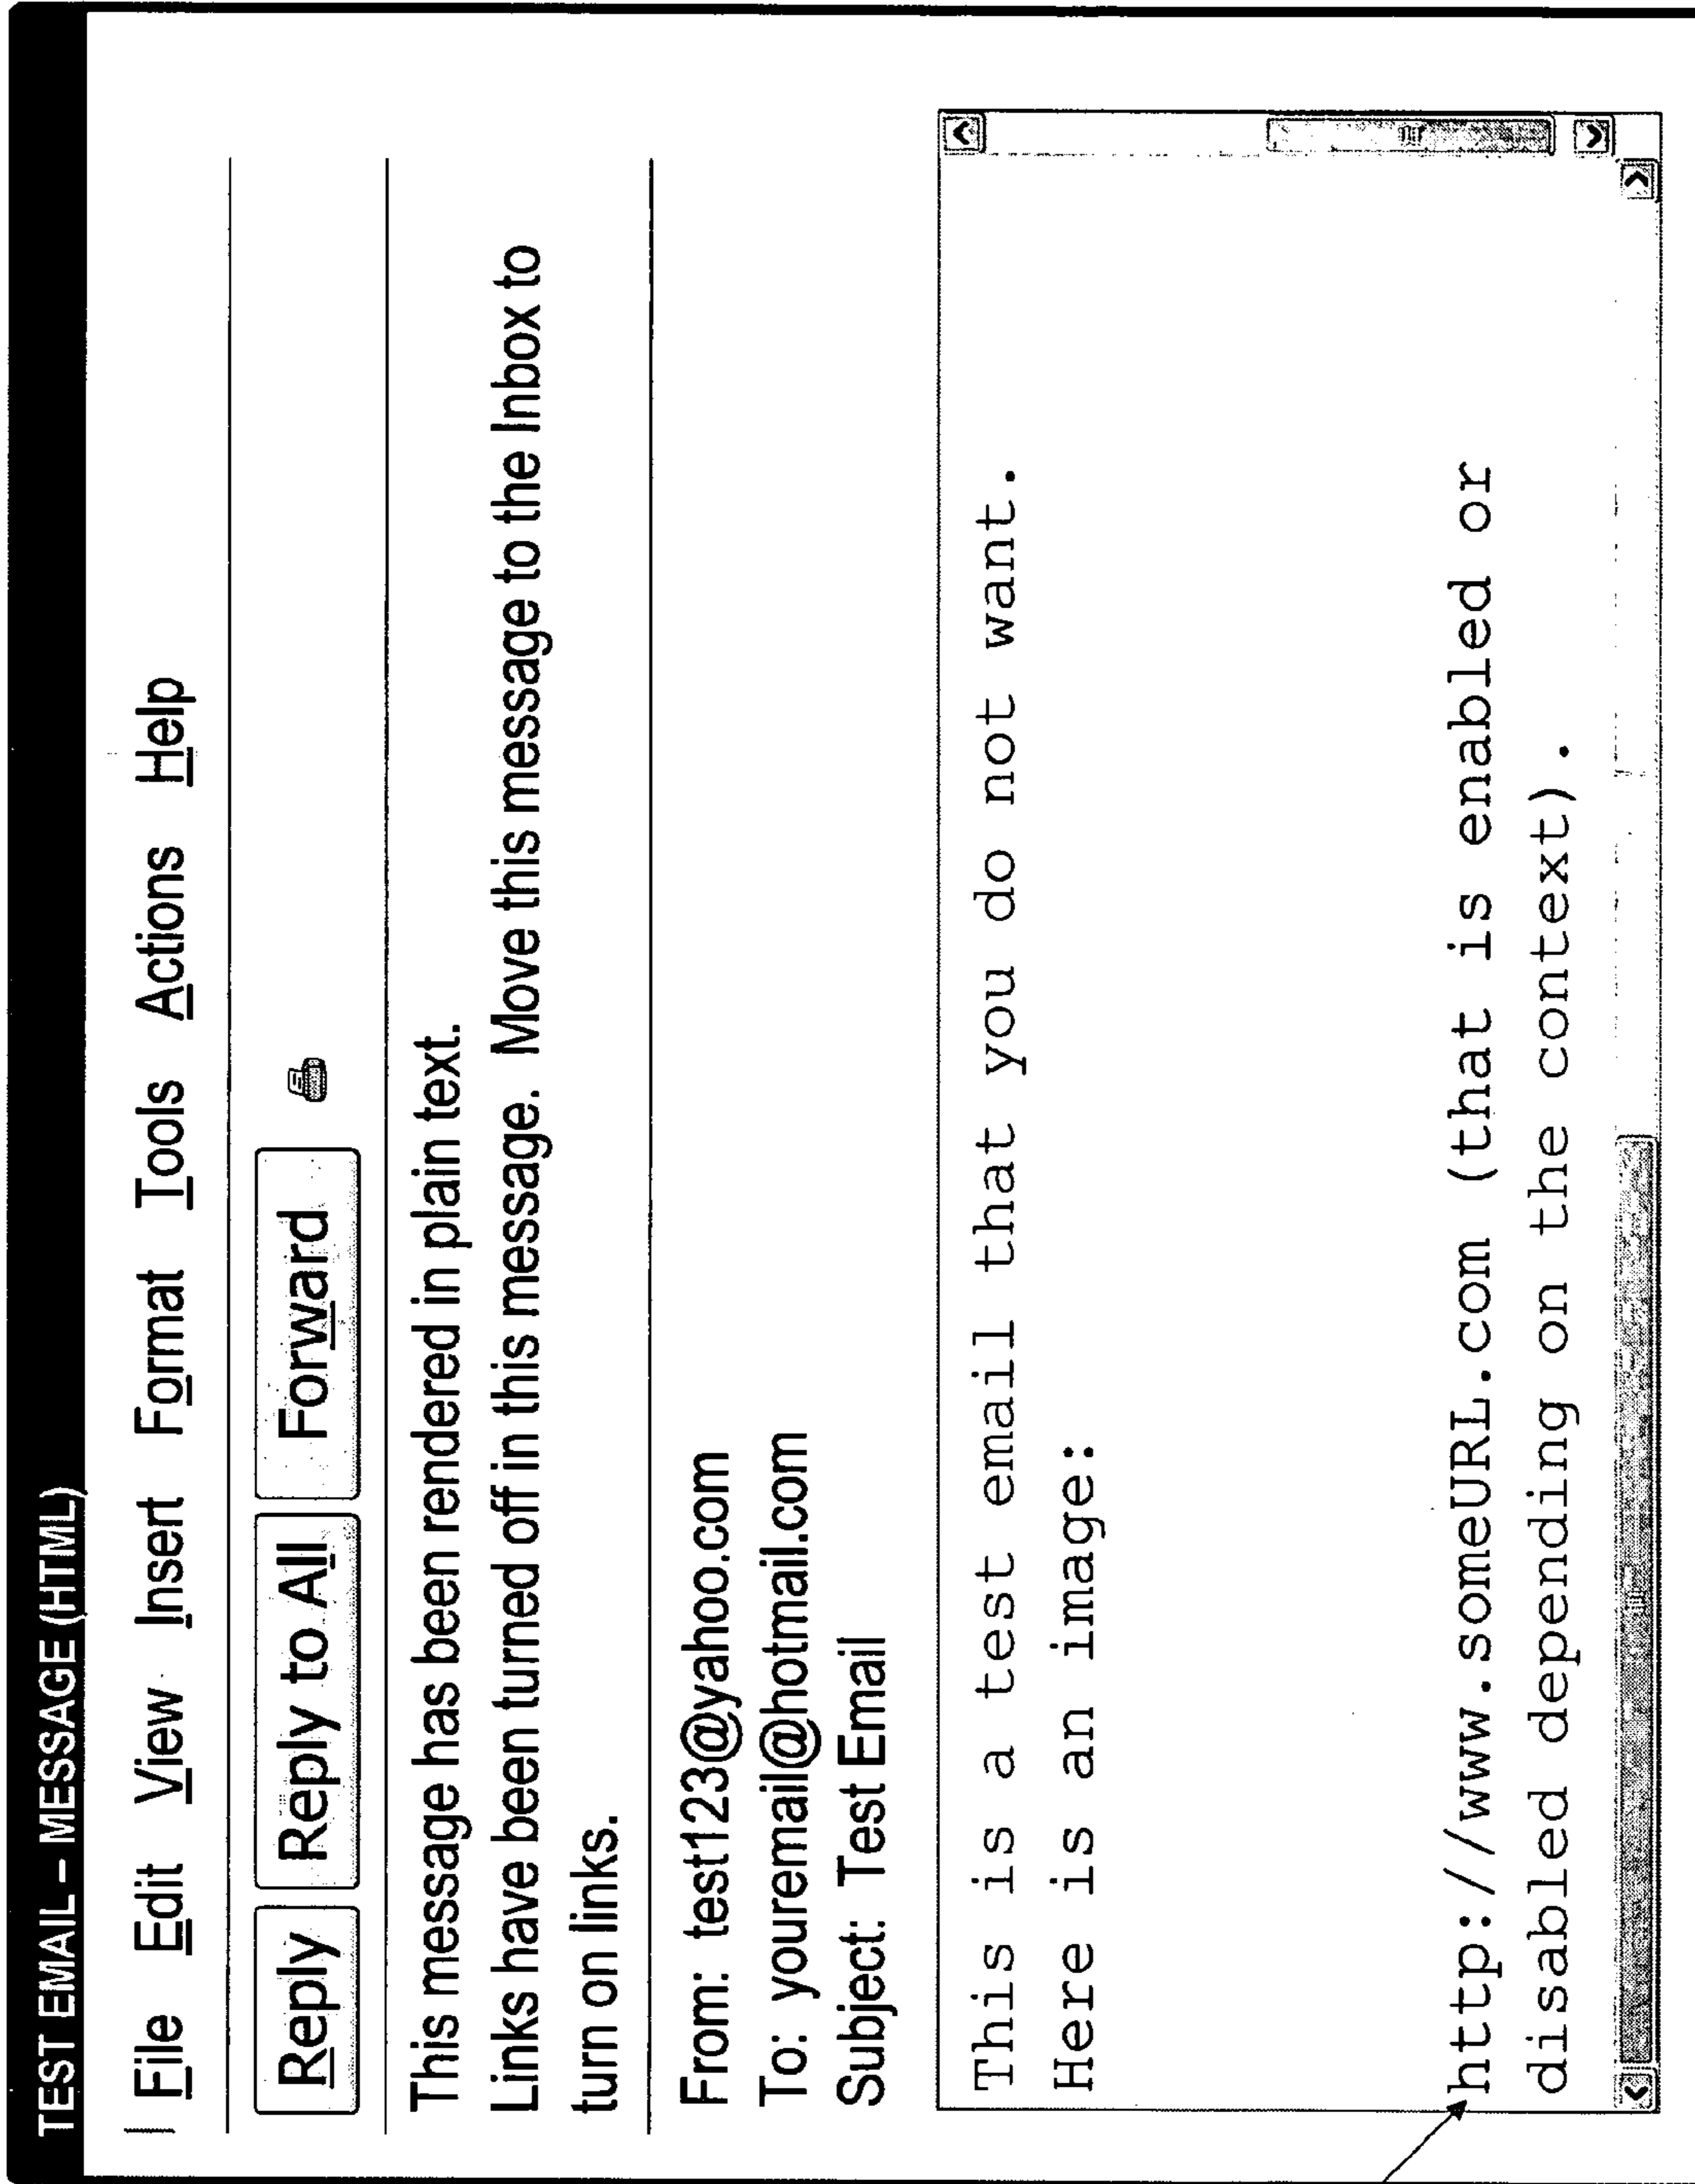 TEST EMAIL – MESSAGE (HTML)
File Edit View Insert Format Tools Actions Help
Reply Reply to All Forward
This message has been rendered in plain text.
Links have been turned off in this message. Move this message to the Inbox to
turn on links.
From: test123@yahoo.com
To: youremail@hotmail.com
Subject: Test Email
This is a test email that you do not want.
Here is an image:
http://www.someURL.com (that is enabled or
disabled depending on the context).